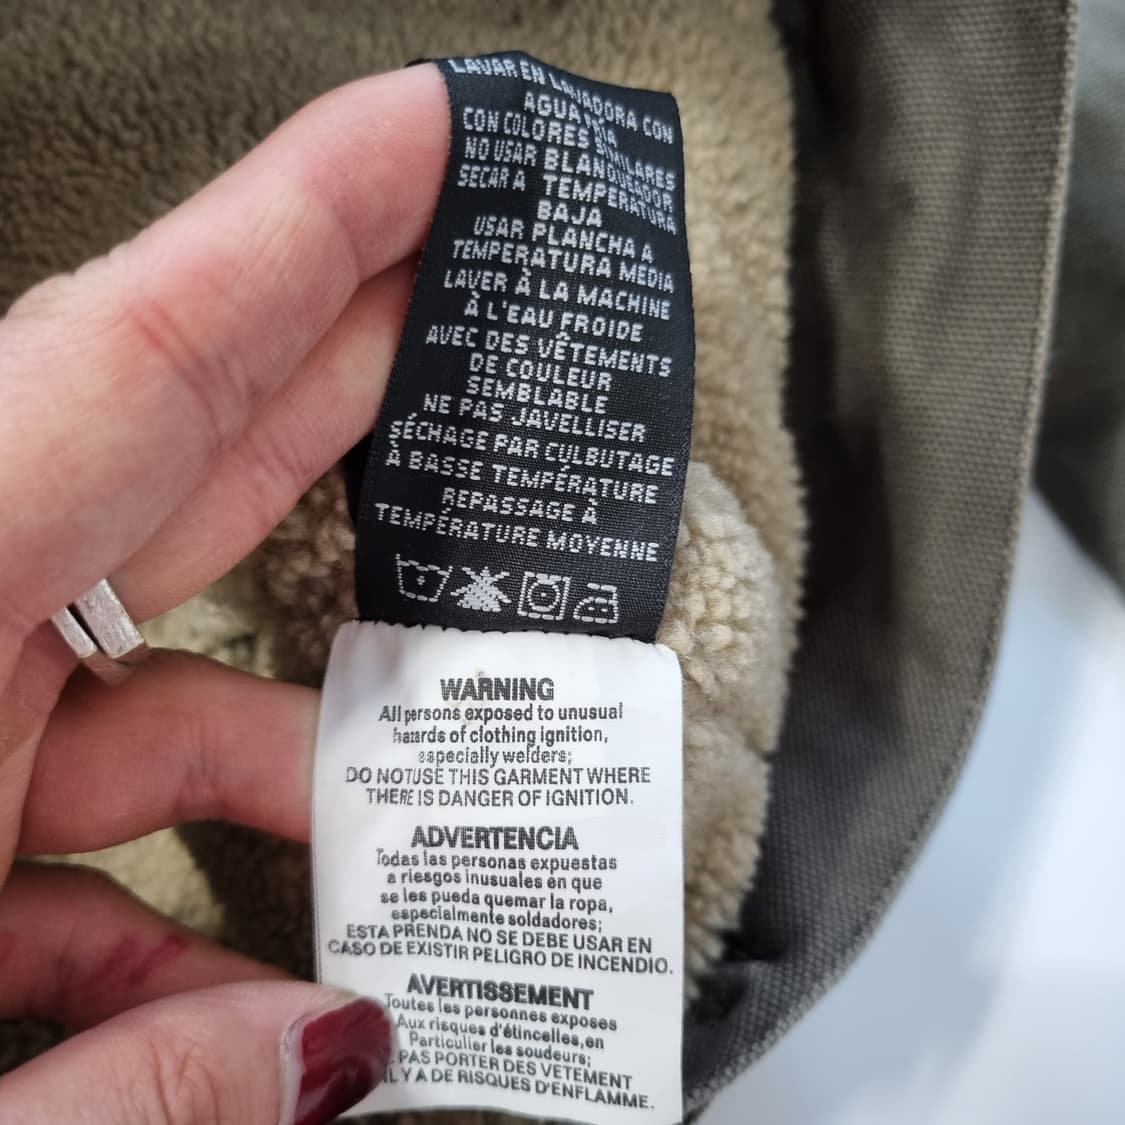 LAVAR EN LAVADORA CON
AGUA FRIA
CON COLORES SIMILARES
NO USAR BLANQUEADOR
SECAR A TEMPERATURA
BAJA
USAR PLANCHA A
TEMPERATURA MEDIA
LAVER À LA MACHINE
À L'EAU FROIDE
AVEC DES VÊTEMENTS
DE COULEUR
SEMBLABLE
NE PAS JAVELLISER
SÉCHAGE PAR CULBUTAGE
À BASSE TEMPÉRATURE
REPASSAGE À
TEMPÉRATURE MOYENNE
WARNING
All persons exposed to unusual
hazards of clothing ignition,
especially welders;
DO NOTUSE THIS GARMENT WHERE
THERE IS DANGER OF IGNITION.
ADVERTENCIA
Todas las personas expuestas
a riesgos inusuales en que
se les pueda quemar la ropa,
especialmente soldadores;
ESTA PRENDA NO SE DEBE USAR EN
CASO DE EXISTIR PELIGRO DE INCENDIO.
AVERTISSEMENT
Toutes les personnes exposes
Aux risques d'étincelles,en
Particulier les soudeurs;
PAS PORTER DES VETEMENT
IL Y A DE RISQUES D'ENFLAMME.